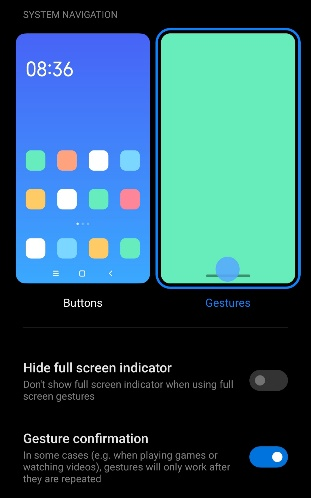 SYSTEM NAVIGATION
08:36
Buttons
Gestures
Hide full screen indicator
Don't show full screen indicator when using full
screen gestures
Gesture confirmation
In some cases (e.g. when playing games or
watching videos), gestures will only work after
they are repeated